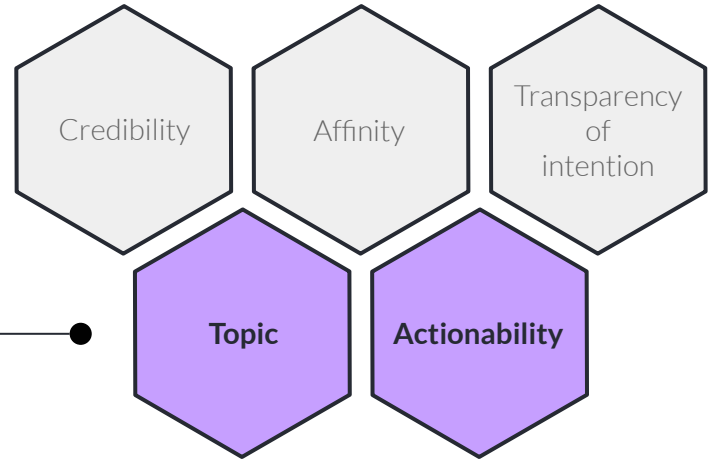 Credibility
Affinity
Transparency
of
intention
Topic
Actionability